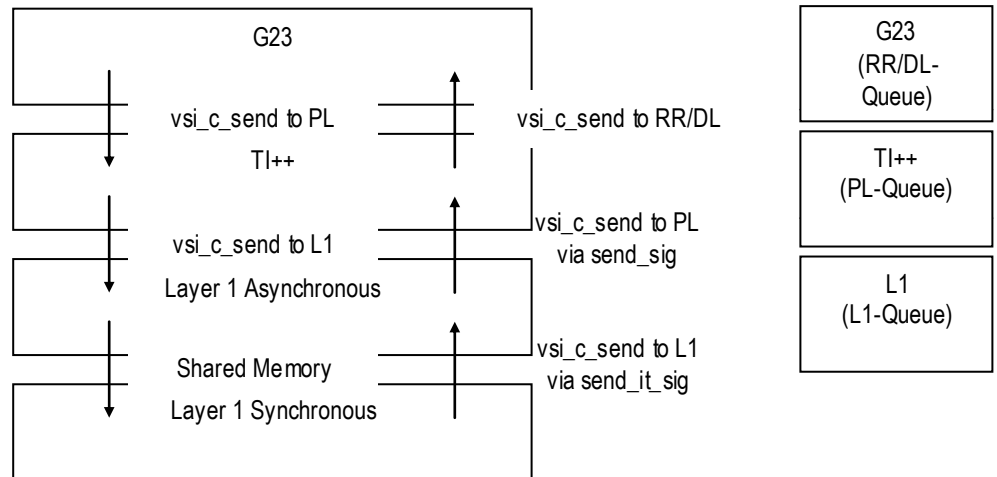 G23
vsi_c_send to PL
vsi_c_send to RR/DL
TI++
vsi_c_send to L1
vsi_c_send to PL
via send_sig
Layer 1 Asynchronous
Shared Memory
vsi_c_send to L1
via send_it_sig
Layer 1 Synchronous
G23
(RR/DL-
Queue)
TI++
(PL-Queue)
L1
(L1-Queue)